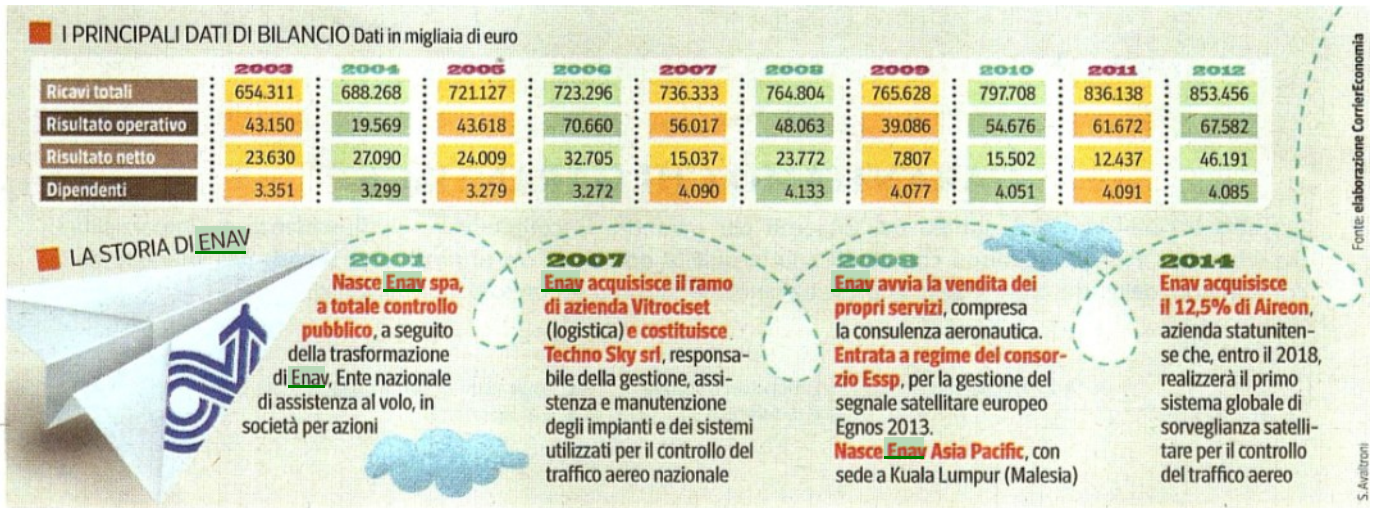 I PRINCIPALI DATI DI BILANCIO Dati in migliaia di euro
2003 2004 2005 2006 2007 2008 2009 2010 2011 2012
Ricavi totali 654.311 688.268 721.127 723.296 736.333 764.804 765.628 797.708 836.138 853.456
Risultato operativo 43.150 19.569 43.618 70.660 56.017 48.063 39.086 54.676 61.672 67.582
Risultato netto 23.630 27.090 24.009 32.705 15.037 23.772 7.807 15.502 12.437 46.191
Dipendenti 3.351 3.299 3.279 3.272 4.090 4.133 4.077 4.051 4.091 4.085
Fonte: elaborazione CorrierEconomia
LA STORIA DI ENAV
2001
Nasce Enav spa,
a totale controllo
pubblico, a seguito
della trasformazione
di Enav, Ente nazionale
di assistenza al volo, in
società per azioni
2007
Enav acquisisce il ramo
di azienda Vitrociset
(logistica) e costituisce
Techno Sky srl, responsa-
bile della gestione, assi-
stenza e manutenzione
degli impianti e dei sistemi
utilizzati per il controllo del
traffico aereo nazionale
2008
Enav avvia la vendita dei
propri servizi, compresa
la consulenza aeronautica.
Entrata a regime del consor-
zio Essp, per la gestione del
segnale satellitare europeo
Egnos 2013.
Nasce Enav Asia Pacific, con
sede a Kuala Lumpur (Malesia)
2014
Enav acquisisce
il 12,5% di Aireon,
azienda statuniten-
se che, entro il 2018,
realizzerà il primo
sistema globale di
sorveglianza satelli-
tare per il controllo
del traffico aereo
S. Avaltroni